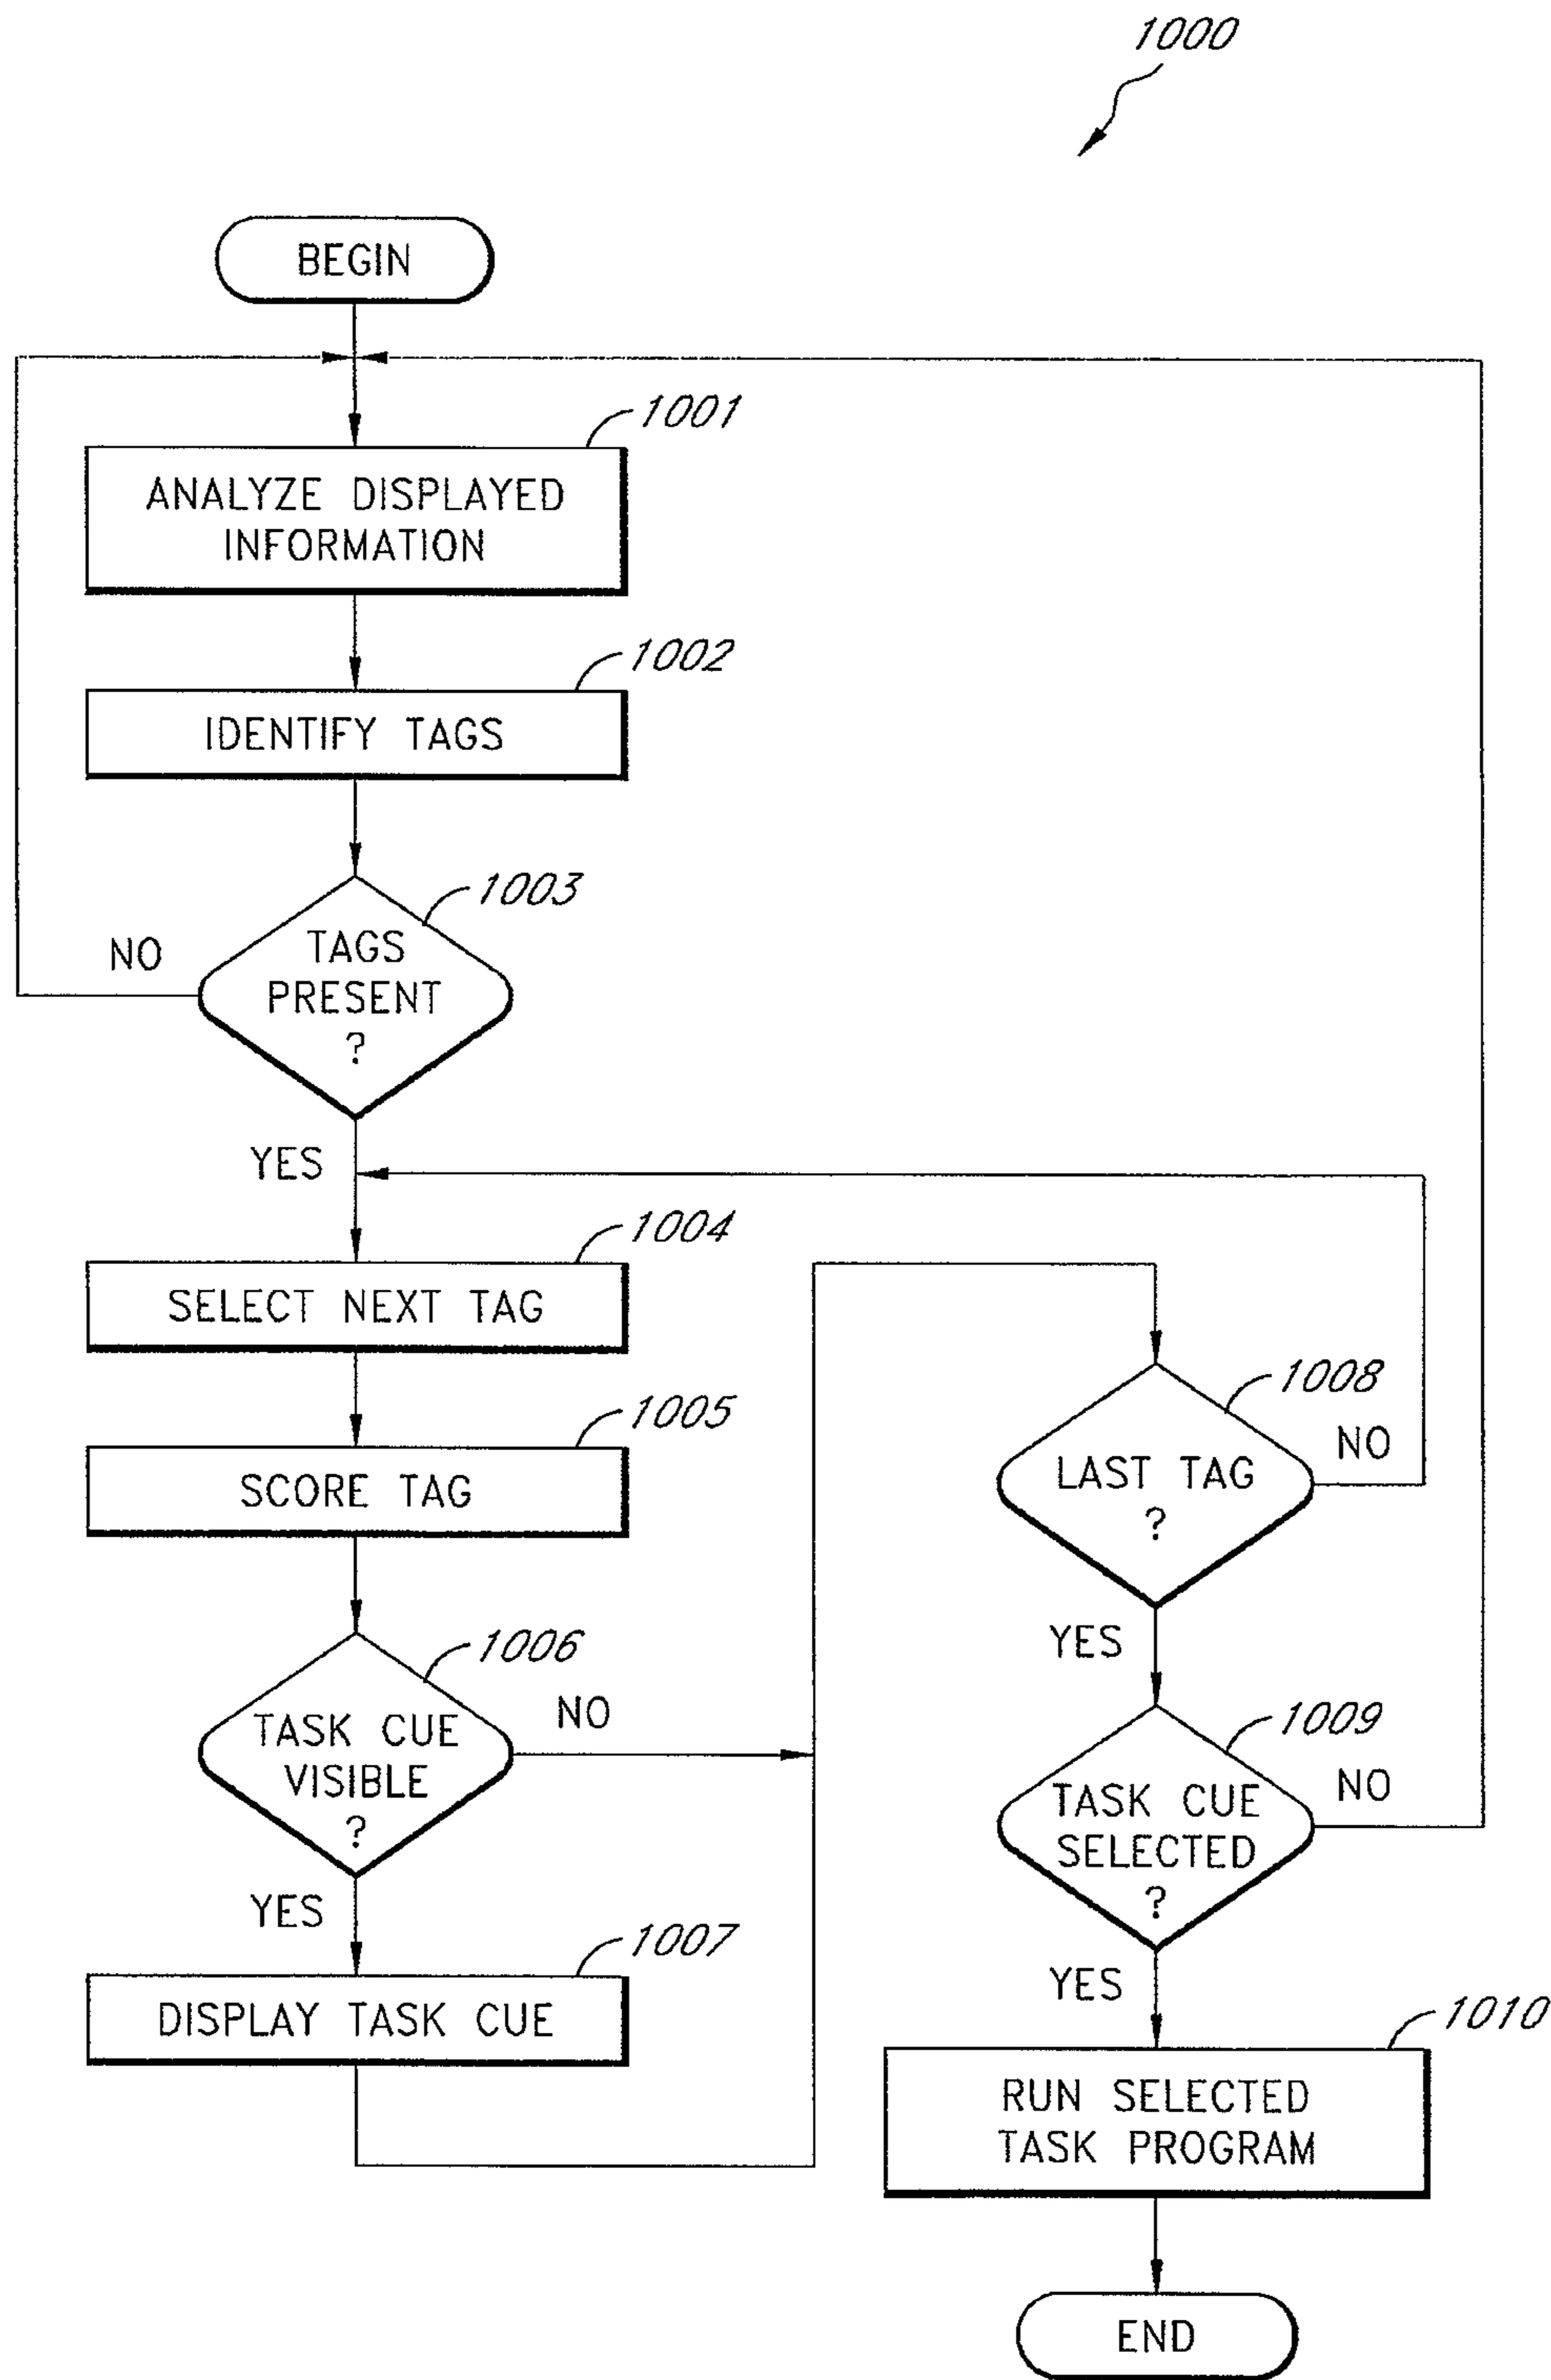 1000
BEGIN
1001
ANALYZE DISPLAYED
INFORMATION
1002
IDENTIFY TAGS
1003
TAGS
PRESENT
?
NO
YES
1004
SELECT NEXT TAG
1005
SCORE TAG
1006
TASK CUE
VISIBLE
?
NO
YES
1007
DISPLAY TASK CUE
1008
LAST TAG
?
NO
YES
1009
TASK CUE
SELECTED
?
NO
YES
1010
RUN SELECTED
TASK PROGRAM
END